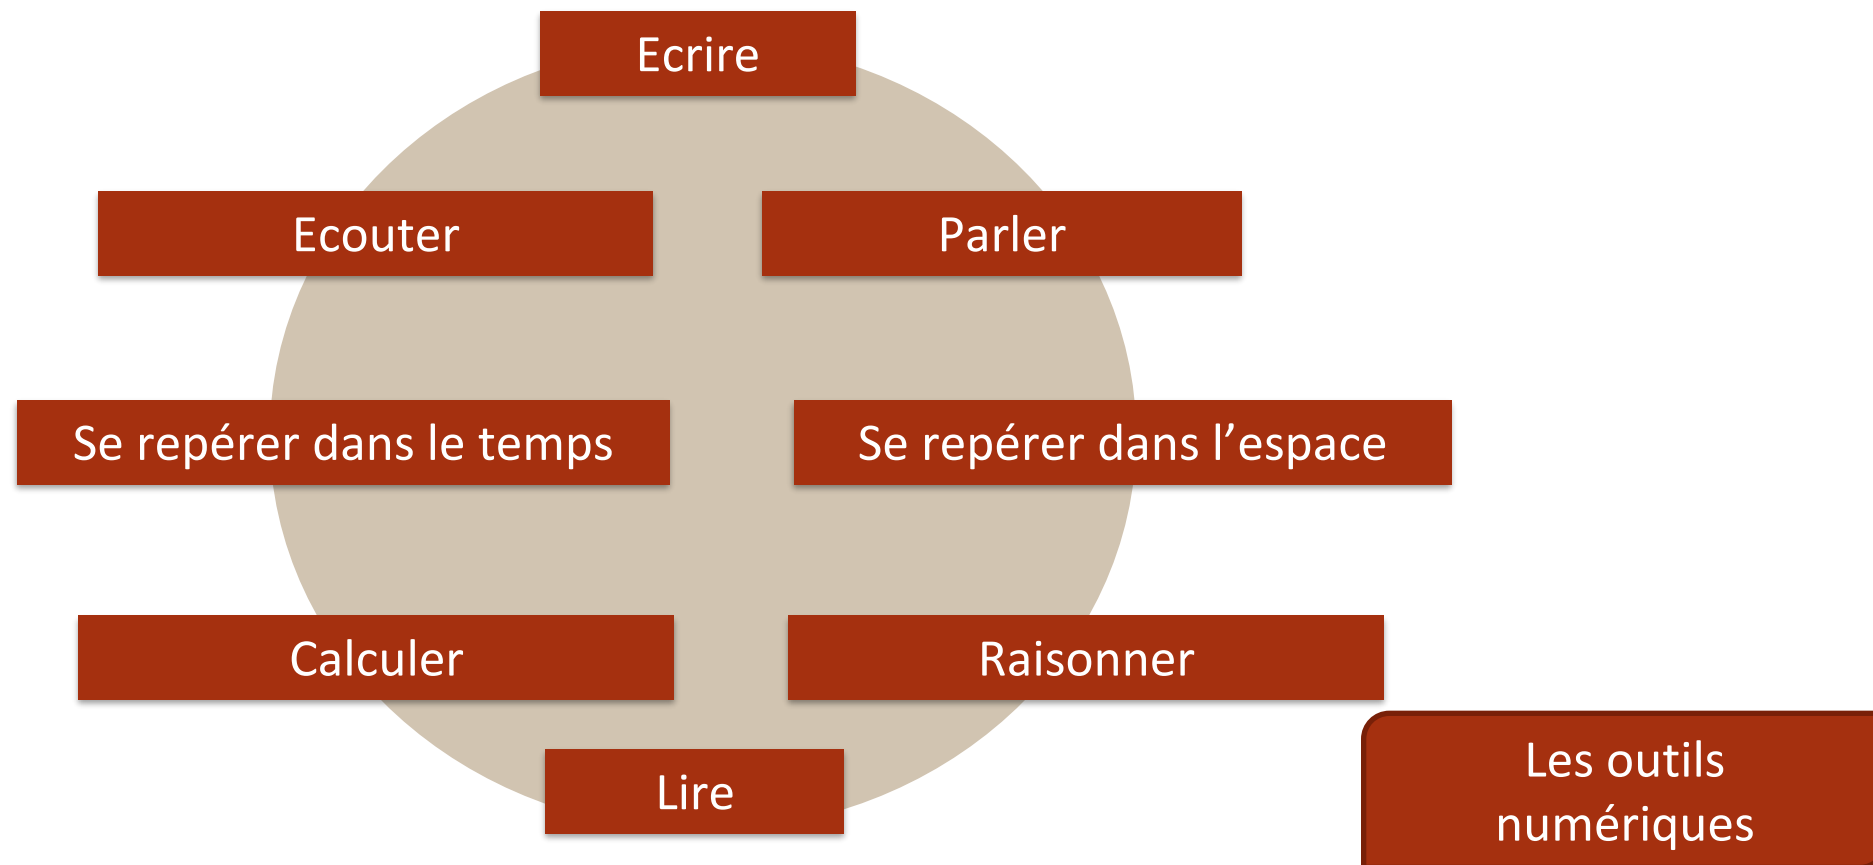 Ecrire
Ecouter
Parler
Se repérer dans le temps
Se repérer dans l’espace
Calculer
Raisonner
Lire
Les outils
numériques